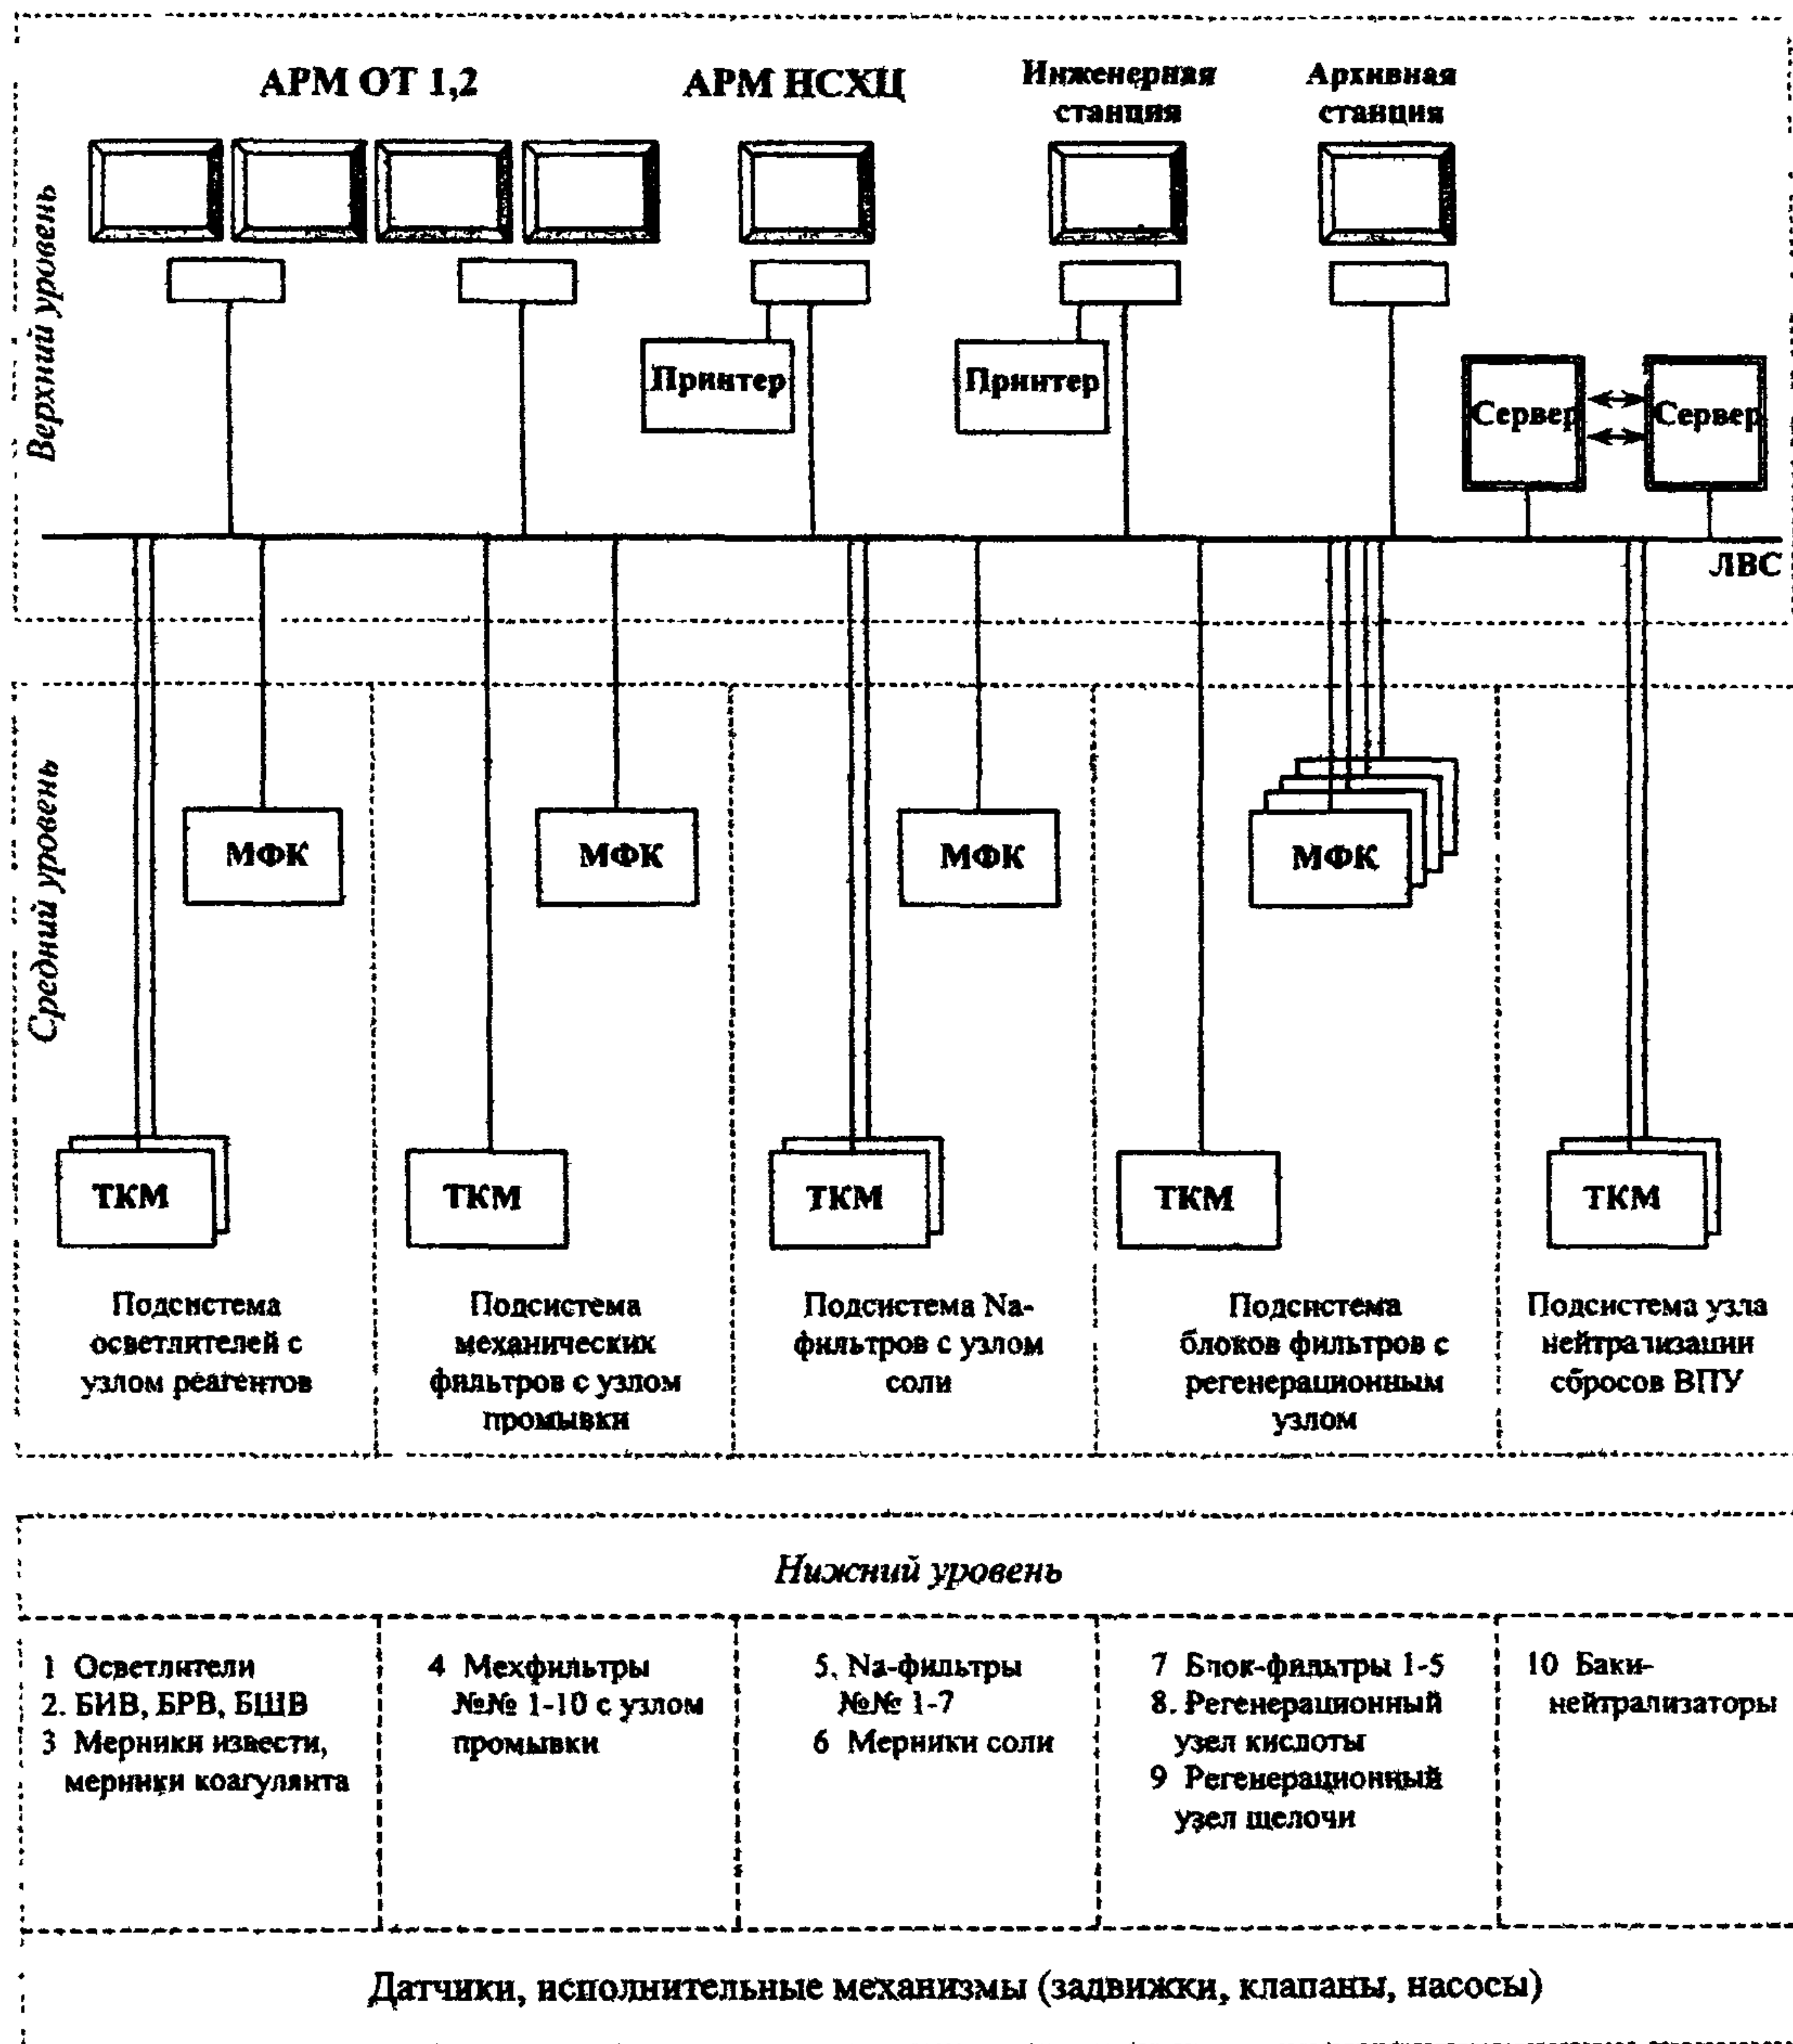 АРМ ОТ 1,2
АРМ НСХЦ
Инженерная
станция
Архивная
станция
Верхний уровень
Принтер
Принтер
Сервер
Сервер
ЛВС
Средний уровень
МФК
МФК
МФК
МФК
ТКМ
ТКМ
ТКМ
ТКМ
ТКМ
Подсистема
осветлителей с
узлом реагентов
Подсистема
механических
фильтров с узлом
промывки
Подсистема Na-
фильтров с узлом
соли
Подсистема
блоков фильтров с
регенерационным
узлом
Подсистема узла
нейтрализации
сбросов ВПУ
Нижний уровень
1 Осветлители
2. БИВ, БРВ, БШВ
3 Мерники извести,
мерники коагулянта
4 Мехфильтры
№№ 1-10 с узлом
промывки
5. Na-фильтры
№№ 1-7
6 Мерники соли
7 Блок-фильтры 1-5
8. Регенерационный
узел кислоты
9 Регенерационный
узел щелочи
10 Баки-
нейтрализаторы
Датчики, исполнительные механизмы (задвижки, клапаны, насосы)